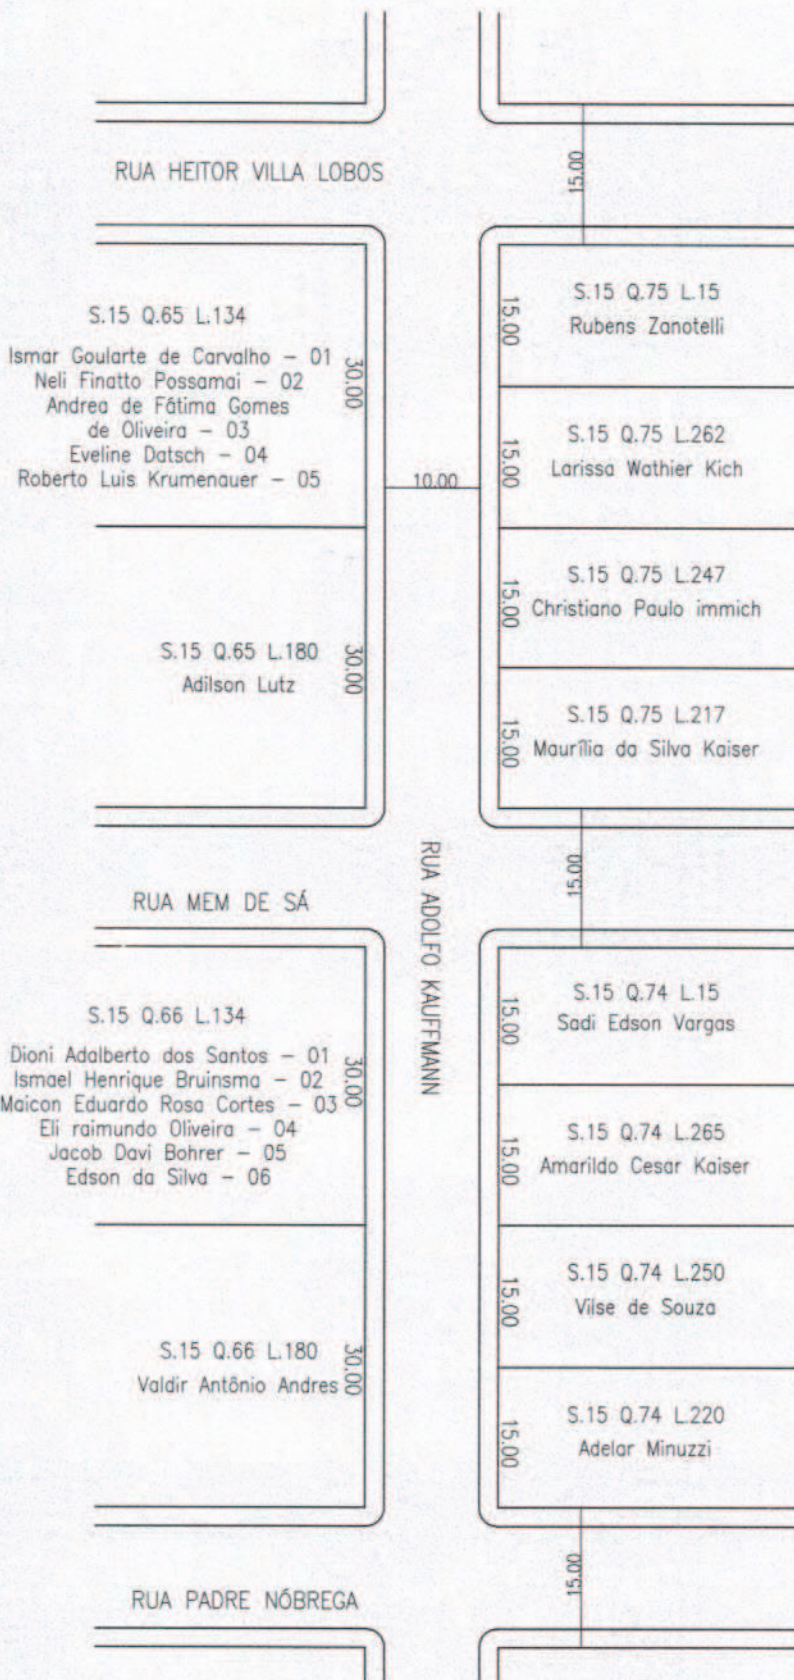 RUA HEITOR VILLA LOBOS
15.00
S.15 Q.65 L.134
Ismar Goularte de Carvalho – 01
Neli Finatto Possamai – 02
Andrea de Fátima Gomes
de Oliveira – 03
Eveline Datsch – 04
Roberto Luis Krumenauer – 05
30.00
S.15 Q.65 L.180
Adilson Lutz
30.00
10.00
15.00
S.15 Q.75 L.15
Rubens Zanotelli
15.00
S.15 Q.75 L.262
Larissa Wathier Kich
15.00
S.15 Q.75 L.247
Christiano Paulo immich
15.00
S.15 Q.75 L.217
Maurília da Silva Kaiser
RUA MEM DE SÁ
RUA ADOLFO KAUFFMANN
15.00
S.15 Q.66 L.134
Dioni Adalberto dos Santos – 01
Ismael Henrique Bruinsma – 02
Maicon Eduardo Rosa Cortes – 03
Eli raimundo Oliveira – 04
Jacob Davi Bohrer – 05
Edson da Silva – 06
30.00
S.15 Q.66 L.180
Valdir Antônio Andres
30.00
15.00
S.15 Q.74 L.15
Sadi Edson Vargas
15.00
S.15 Q.74 L.265
Amarildo Cesar Kaiser
15.00
S.15 Q.74 L.250
Vilse de Souza
15.00
S.15 Q.74 L.220
Adelar Minuzzi
RUA PADRE NÓBREGA
15.00